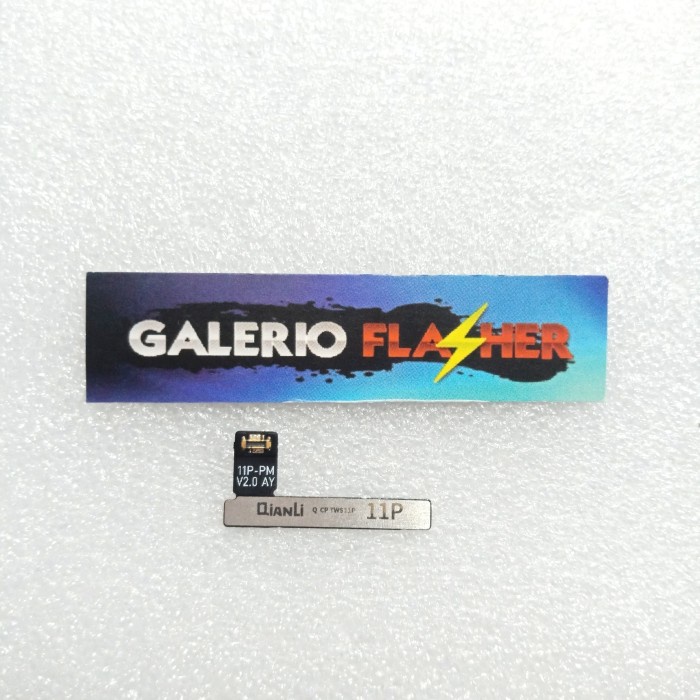 GALERIO FLASHER
11P-PM
V2.0 AY
QIANLI 11P